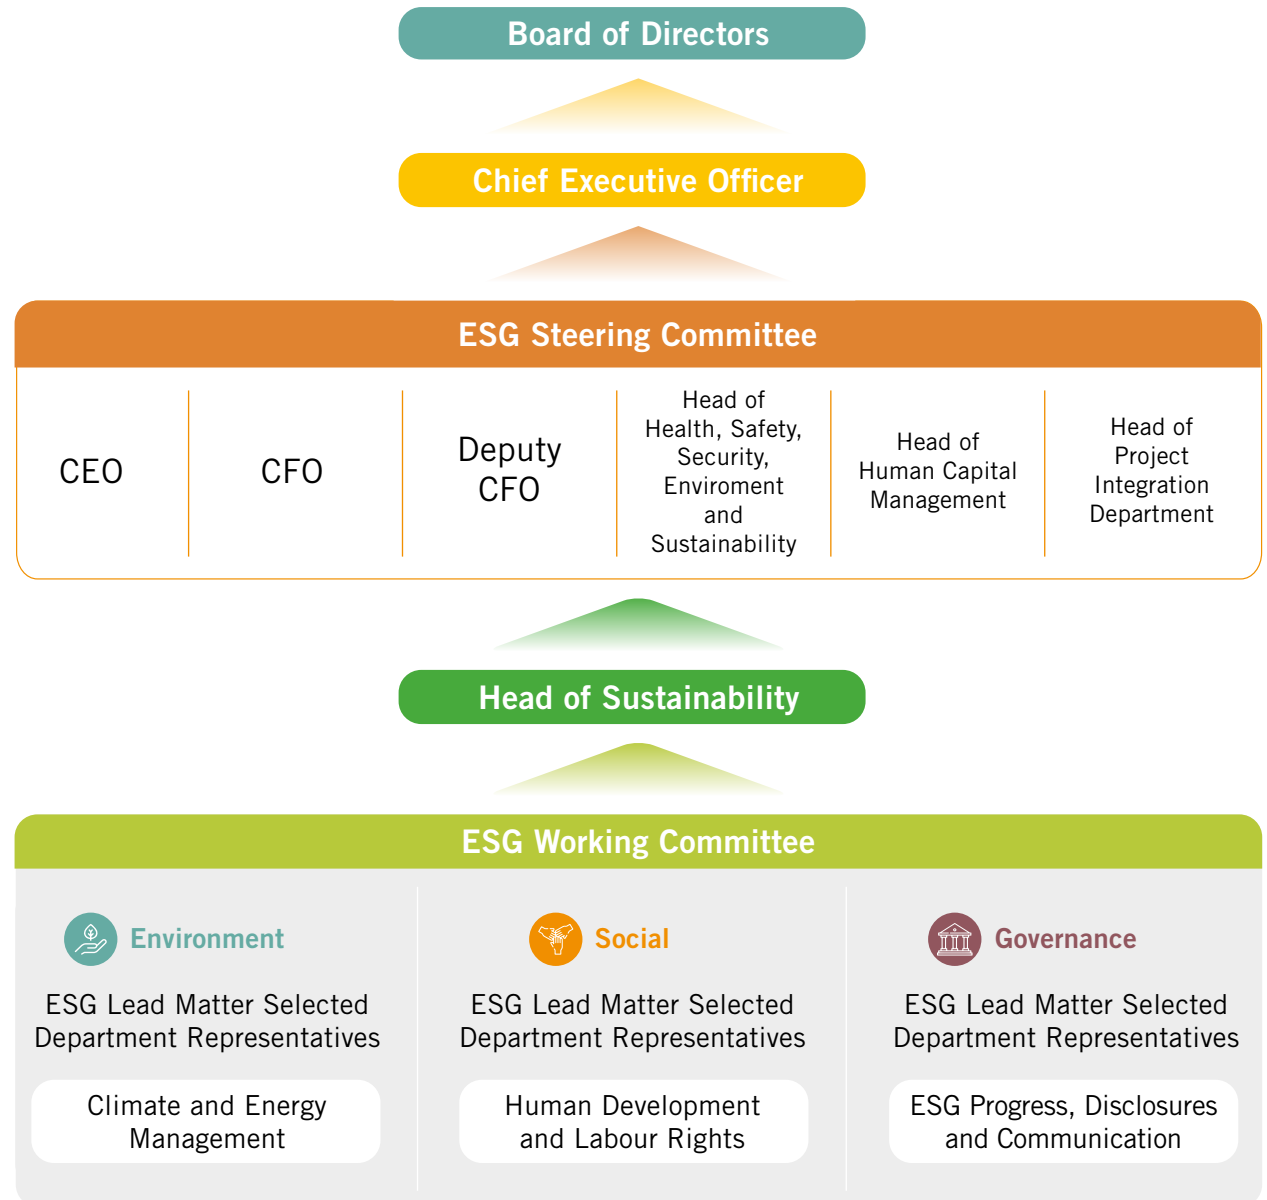 Board of Directors
Chief Executive Officer
ESG Steering Committee
CEO
CFO
Deputy
CFO
Head of
Health, Safety,
Security,
Enviroment
and
Sustainability
Head of
Human Capital
Management
Head of
Project
Integration
Department
Head of Sustainability
ESG Working Committee
Environment
ESG Lead Matter Selected
Department Representatives
Climate and Energy
Management
Social
ESG Lead Matter Selected
Department Representatives
Human Development
and Labour Rights
Governance
ESG Lead Matter Selected
Department Representatives
ESG Progress, Disclosures
and Communication